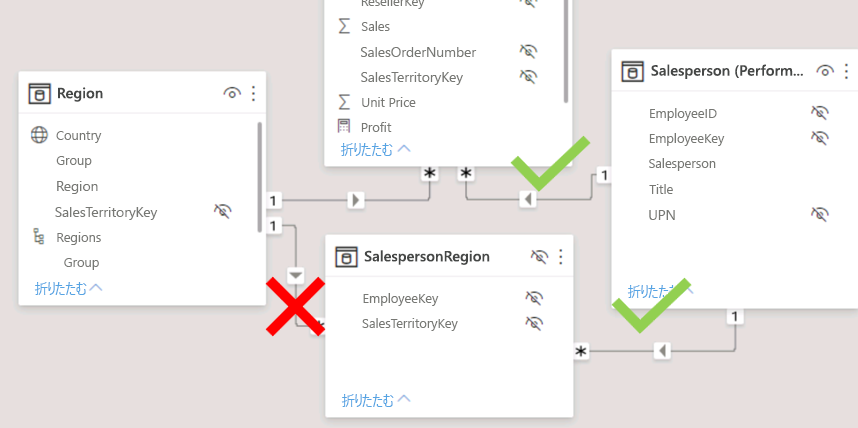 ResellerKey
Sales
SalesOrderNumber
SalesTerritoryKey
Unit Price
Profit
折りたたむ
Region
Country
Group
Region
SalesTerritoryKey
Regions
Group
折りたたむ
Salesperson (Perform...
EmployeeID
EmployeeKey
Salesperson
Title
UPN
折りたたむ
1
*
*
1
1
SalespersonRegion
EmployeeKey
SalesTerritoryKey
折りたたむ
*
*
1